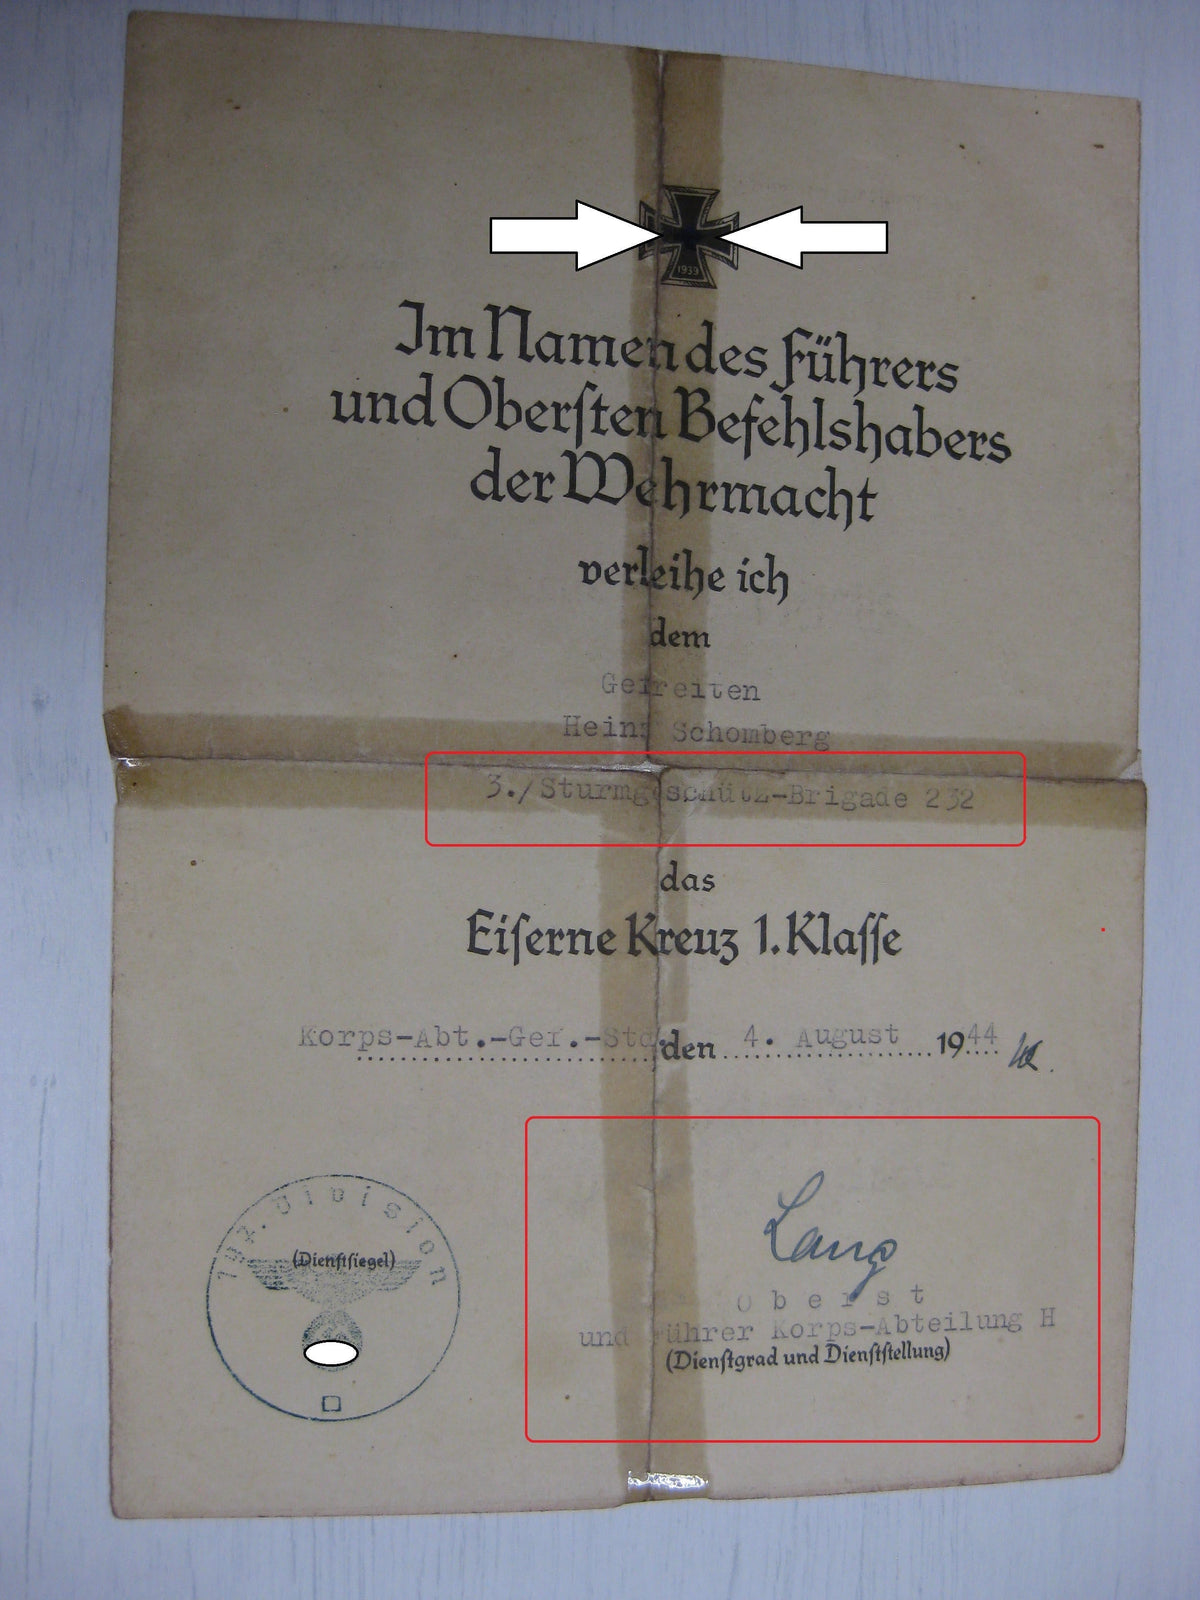 1939
Im Namen des Führers
und Obersten Befehlshabers
der Wehrmacht
verleihe ich
dem
Gefreiten
Heinz Schomberg
3./Sturmgeschütz-Brigade 232
das
Eiserne Kreuz 1. Klasse
Korps-Abt.-Gef.-Std. den 4. August 1944
Division
(Dienstsiegel)
Lang
Oberst
und Führer Korps-Abteilung H
(Dienstgrad und Dienststellung)